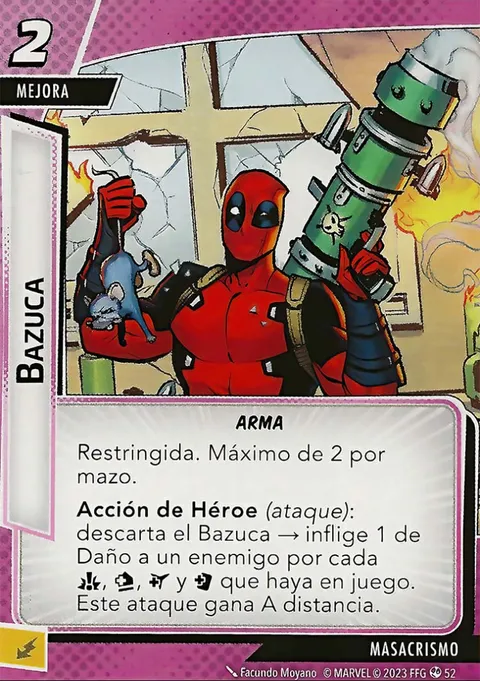 2
MEJORA
BAZUCA
ARMA
Restringida. Máximo de 2 por
mazo.
Acción de Héroe (ataque):
descarta el Bazuca → inflige 1 de
Daño a un enemigo por cada
, , y que haya en juego.
Este ataque gana A distancia.
MASACRISMO
Facundo Moyano © MARVEL © 2023 FFG 52